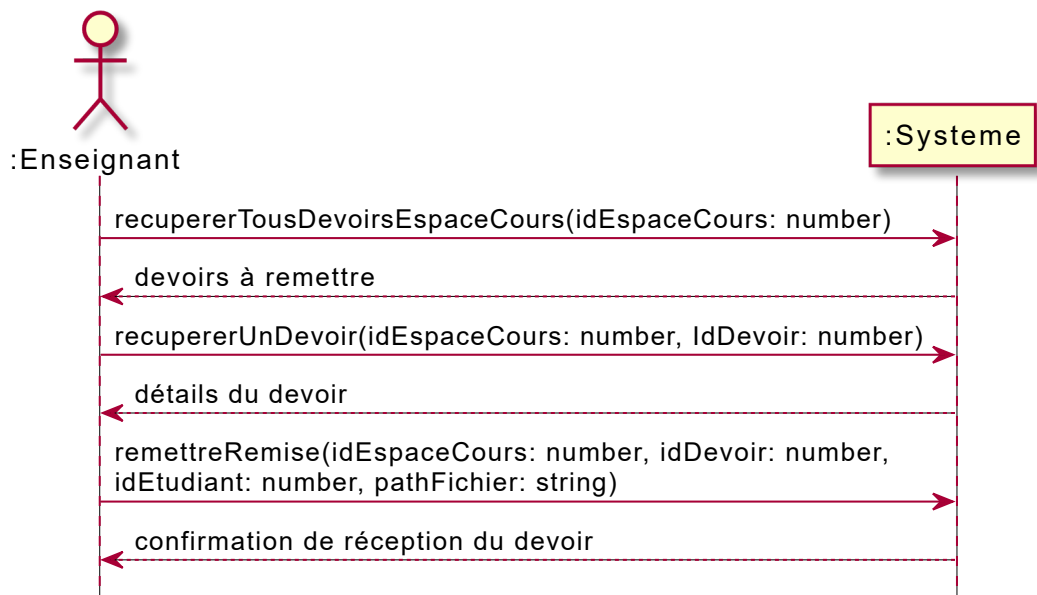 :Enseignant
:Systeme
recupererTousDevoirsEspaceCours(idEspaceCours: number)
devoirs à remettre
recupererUnDevoir(idEspaceCours: number, IdDevoir: number)
détails du devoir
remettreRemise(idEspaceCours: number, idDevoir: number,
idEtudiant: number, pathFichier: string)
confirmation de réception du devoir